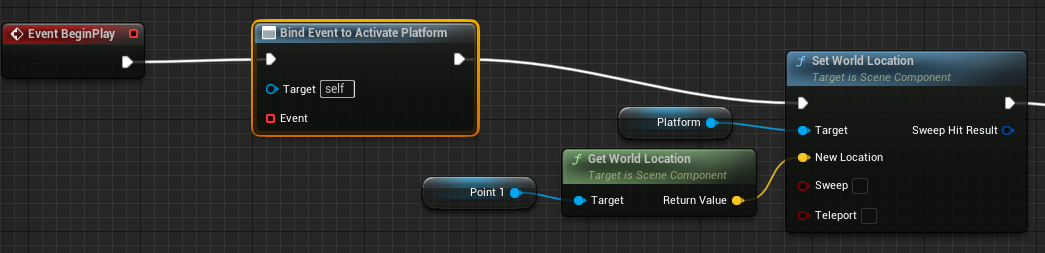 Event BeginPlay
Bind Event to Activate Platform
Target self
Event
Set World Location
Target is Scene Component
Platform
Target
Sweep Hit Result
New Location
Sweep
Teleport
Get World Location
Target is Scene Component
Point 1
Target
Return Value